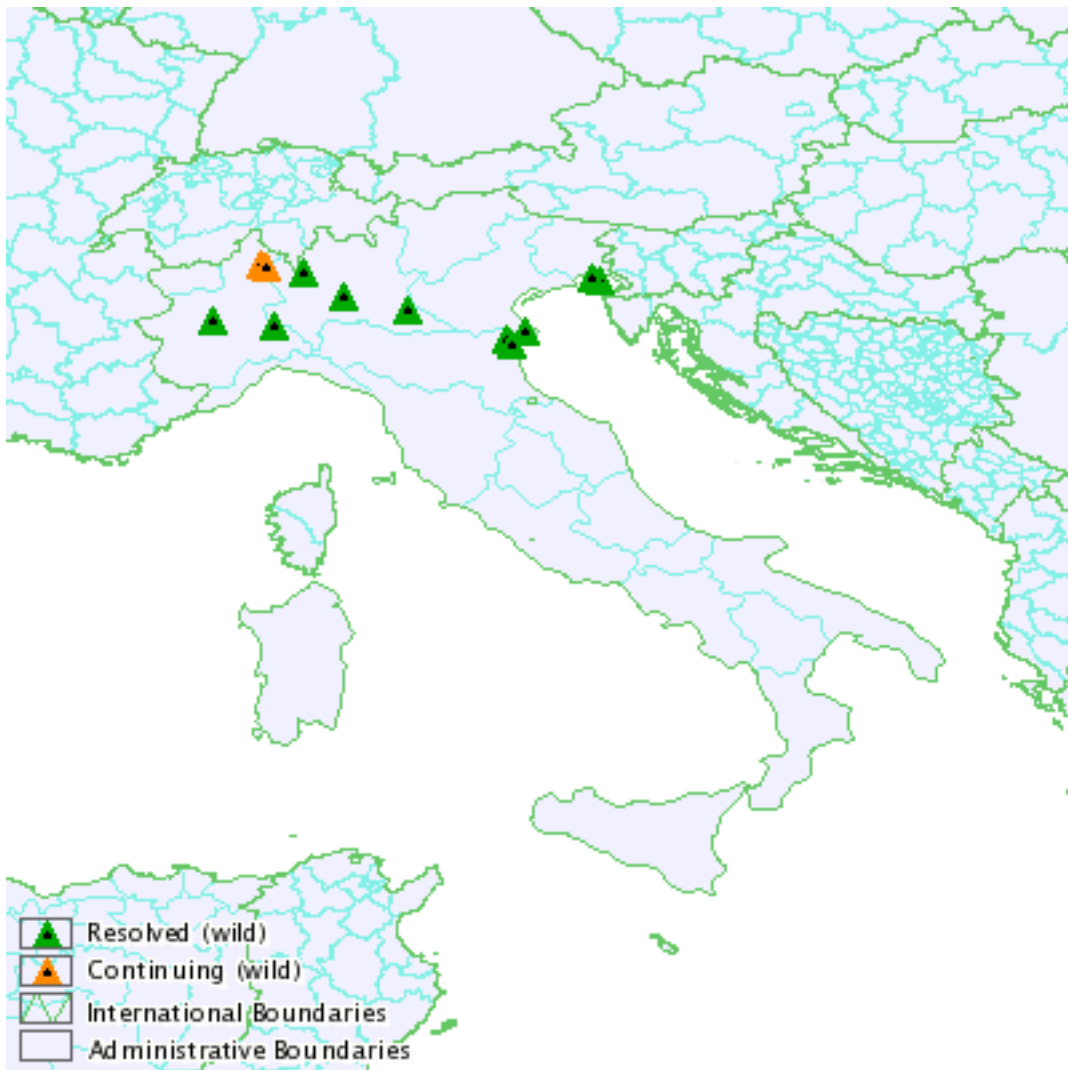 Resolved (wild)
Continuing (wild)
International Boundaries
Administrative Boundaries